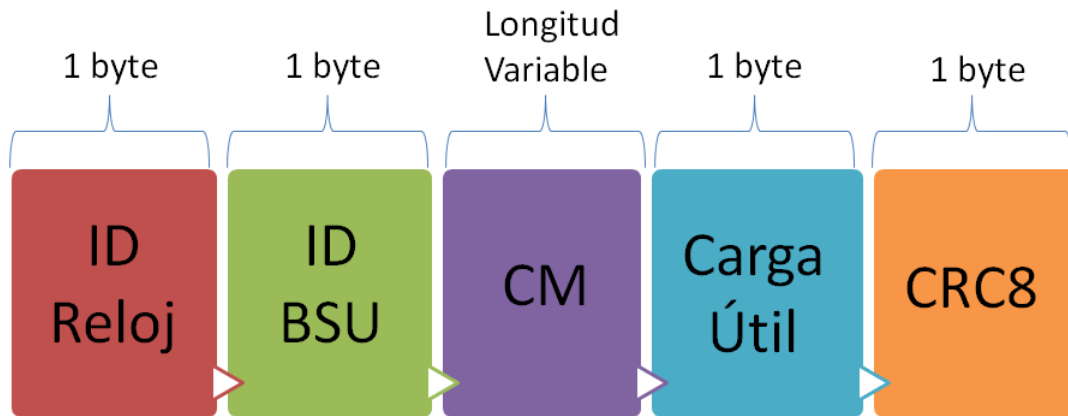 1 byte
1 byte
Longitud
Variable
1 byte
1 byte
ID
Reloj
ID
BSU
CM
Carga
Útil
CRC8